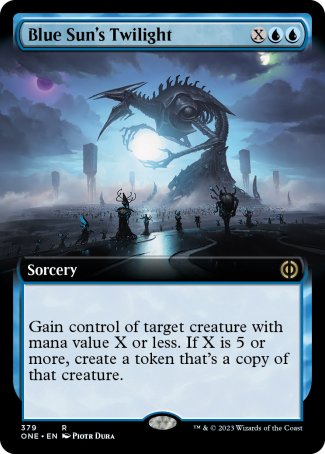 Blue Sun's Twilight X
Sorcery
Gain control of target creature with
mana value X or less. If X is 5 or
more, create a token that's a copy of
that creature.
379 R
ONE • EN Piotr Dura
™ & © 2023 Wizards of the Coast